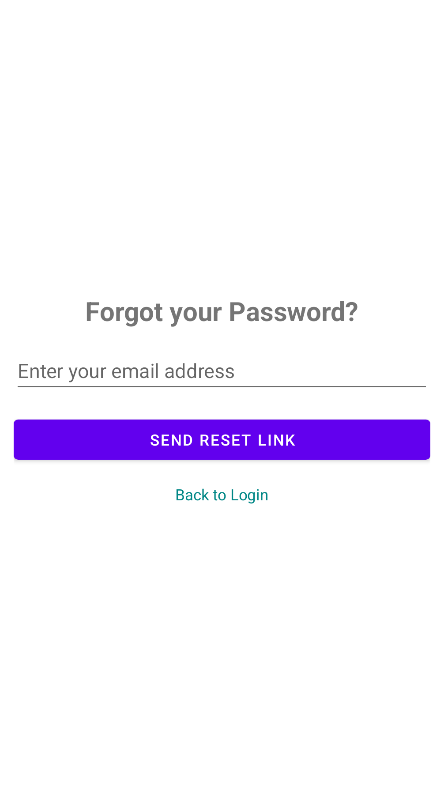 Forgot your Password?
Enter your email address
SEND RESET LINK
Back to Login